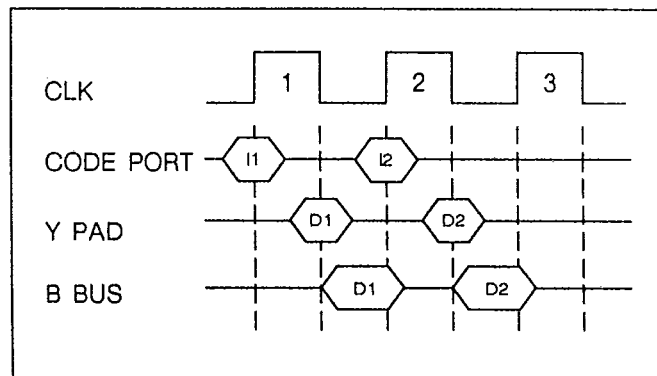 CLK 1 2 3
CODE PORT I1 I2
Y PAD D1 D2
B BUS D1 D2